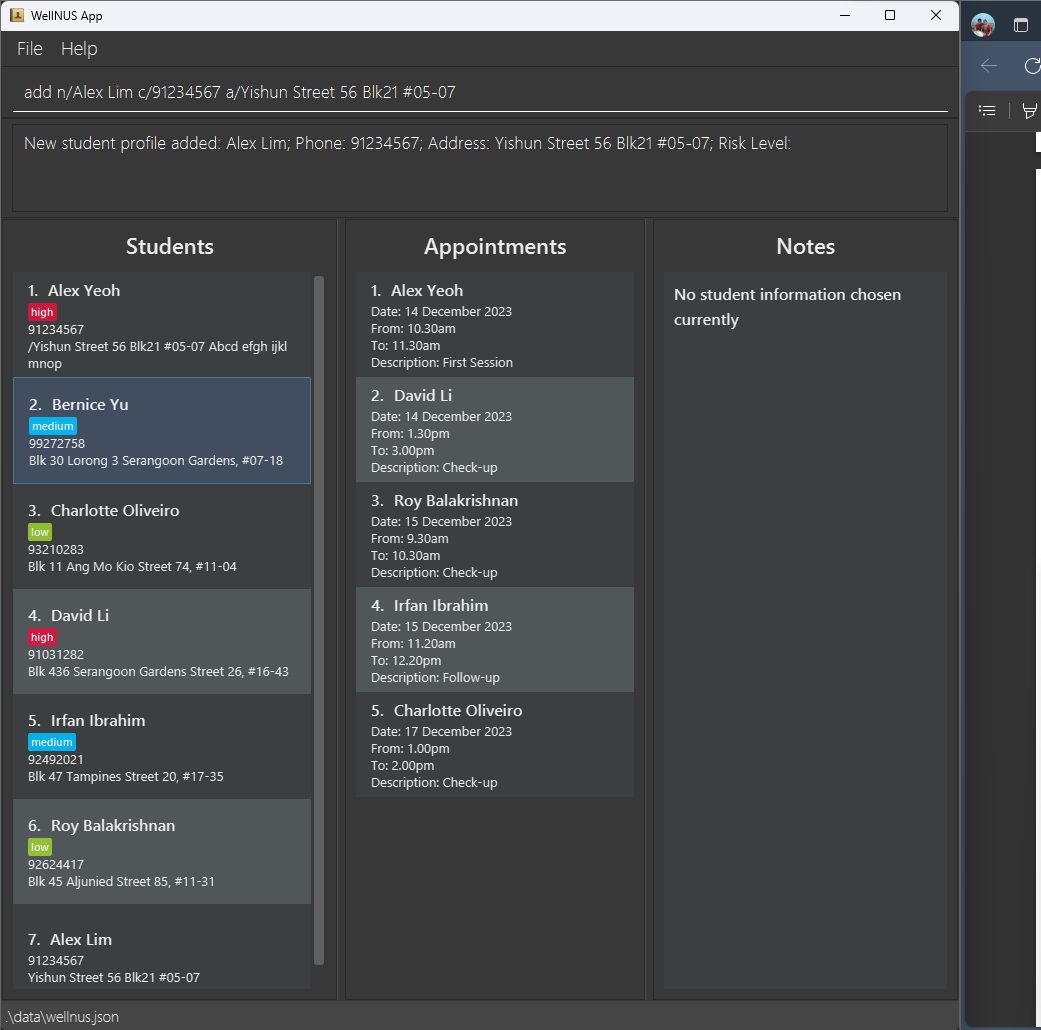 WellNUS App
File Help
add n/Alex Lim c/91234567 a/Yishun Street 56 Blk21 #05-07
New student profile added: Alex Lim; Phone: 91234567; Address: Yishun Street 56 Blk21 #05-07; Risk Level:
Students
1. Alex Yeoh
high
91234567
/Yishun Street 56 Blk21 #05-07 Abcd efgh ijkl
mnop
2. Bernice Yu
medium
99272758
Blk 30 Lorong 3 Serangoon Gardens, #07-18
3. Charlotte Oliveiro
low
93210283
Blk 11 Ang Mo Kio Street 74, #11-04
4. David Li
high
91031282
Blk 436 Serangoon Gardens Street 26, #16-43
5. Irfan Ibrahim
medium
92492021
Blk 47 Tampines Street 20, #17-35
6. Roy Balakrishnan
low
92624417
Blk 45 Aljunied Street 85, #11-31
7. Alex Lim
91234567
Yishun Street 56 Blk21 #05-07
Appointments
1. Alex Yeoh
Date: 14 December 2023
From: 10.30am
To: 11.30am
Description: First Session
2. David Li
Date: 14 December 2023
From: 1.30pm
To: 3.00pm
Description: Check-up
3. Roy Balakrishnan
Date: 15 December 2023
From: 9.30am
To: 10.30am
Description: Check-up
4. Irfan Ibrahim
Date: 15 December 2023
From: 11.20am
To: 12.20pm
Description: Follow-up
5. Charlotte Oliveiro
Date: 17 December 2023
From: 1.00pm
To: 2.00pm
Description: Check-up
Notes
No student information chosen
currently
.\data\wellnus.json